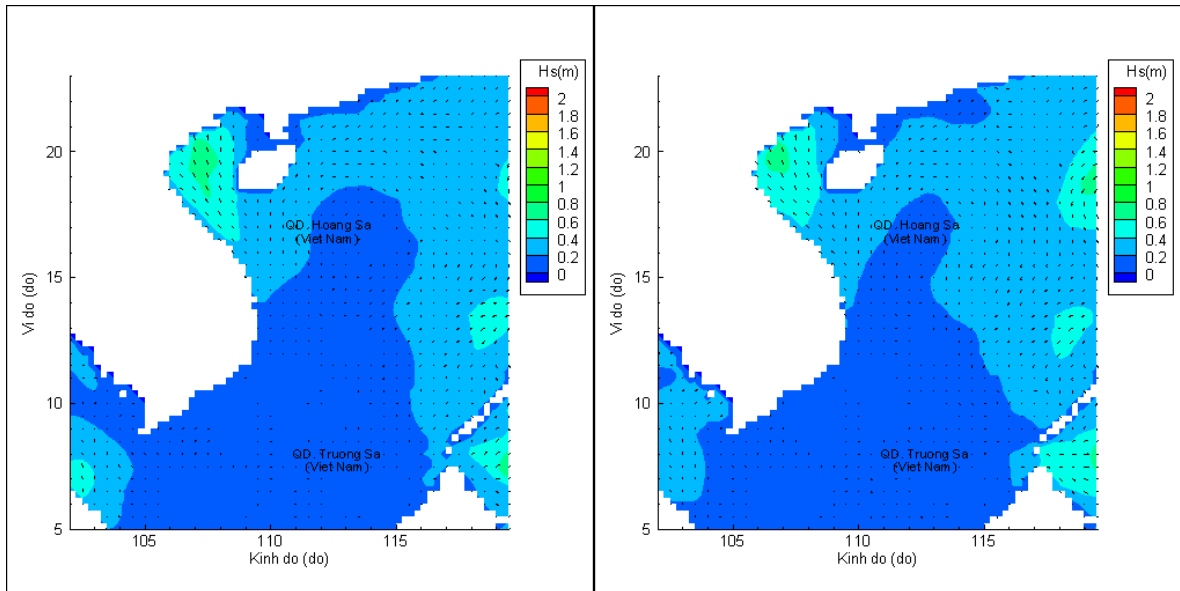 Hs(m)
2
1.8
1.6
1.4
1.2
1
0.8
0.6
0.4
0.2
0
20
15
10
5
Vi do (do)
QD. Hoang Sa
(Viet Nam)
QD. Truong Sa
(Viet Nam)
105
110
115
Kinh do (do)
Hs(m)
2
1.8
1.6
1.4
1.2
1
0.8
0.6
0.4
0.2
0
20
15
10
5
Vi do (do)
QD. Hoang Sa
(Viet Nam)
QD. Truong Sa
(Viet Nam)
105
110
115
Kinh do (do)